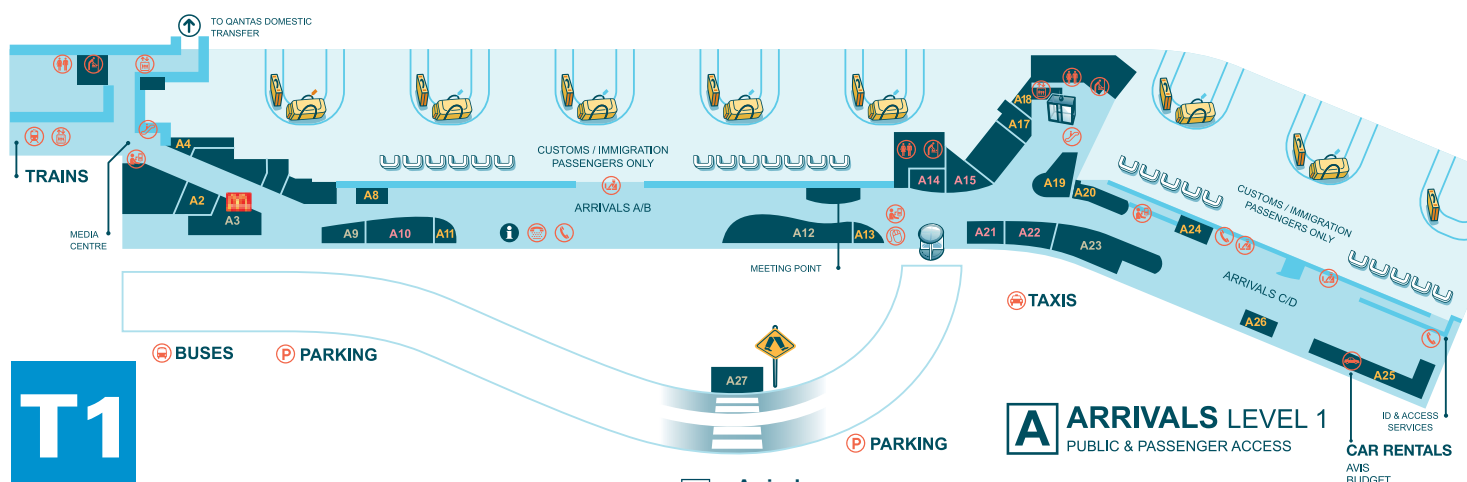 TO QANTAS DOMESTIC
TRANSFER
TRAINS
MEDIA
CENTRE
A4
A2
A3
A8
A9
A10
A11
CUSTOMS / IMMIGRATION
PASSENGERS ONLY
ARRIVALS A/B
i
A12
A13
MEETING POINT
A14
A15
A17
A18
A19
A20
A21
A22
A23
A24
CUSTOMS / IMMIGRATION
PASSENGERS ONLY
ARRIVALS C/D
A26
A25
TAXIS
BUSES
P PARKING
A27
P PARKING
T1
A ARRIVALS LEVEL 1
PUBLIC & PASSENGER ACCESS
ID & ACCESS
SERVICES
CAR RENTALS
AVIS
BUDGET